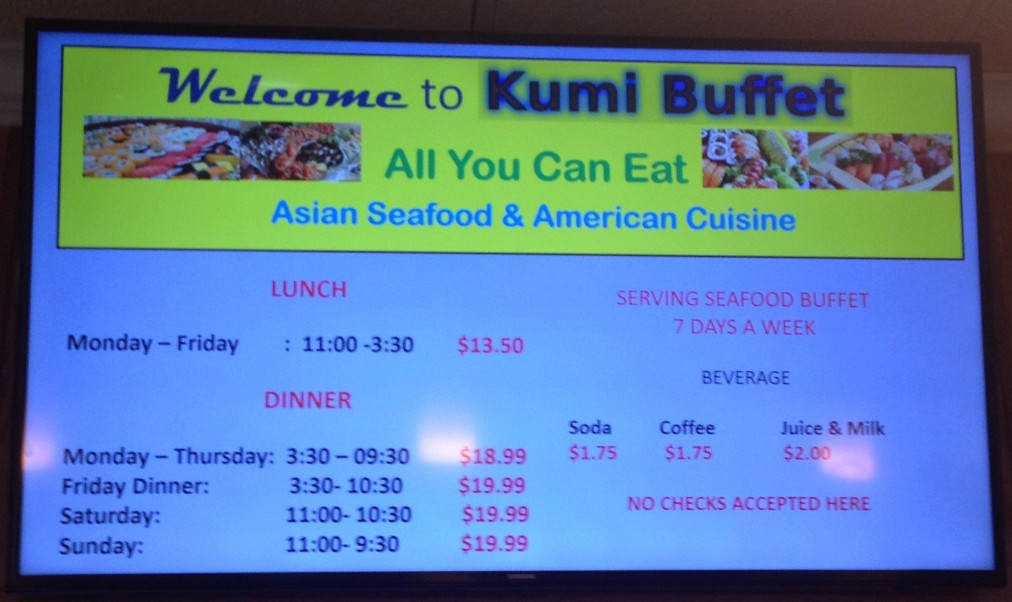 Welcome to Kumi Buffet
All You Can Eat
Asian Seafood & American Cuisine
LUNCH
Monday – Friday : 11:00 -3:30 $13.50
DINNER
Monday – Thursday: 3:30 – 09:30 $18.99
Friday Dinner: 3:30- 10:30 $19.99
Saturday: 11:00- 10:30 $19.99
Sunday: 11:00- 9:30 $19.99
SERVING SEAFOOD BUFFET
7 DAYS A WEEK
BEVERAGE
Soda Coffee Juice & Milk
$1.75 $1.75 $2.00
NO CHECKS ACCEPTED HERE